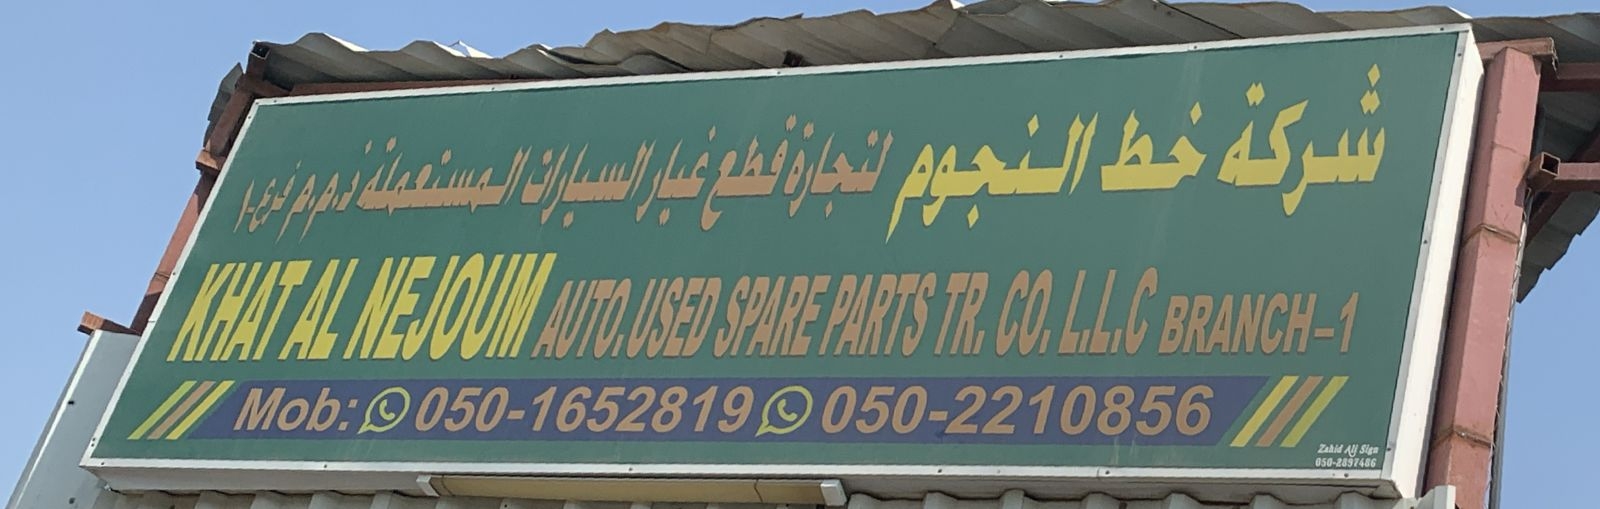 شركة خط النجوم لتجارة قطع غيار السيارات المستعملة ذ.م.م فرع-١
KHAT AL NEJOUM AUTO.USED SPARE PARTS TR. CO. L.L.C BRANCH-1
Mob: 050-1652819 050-2210856
Zahid Ali Sign
050-2897486